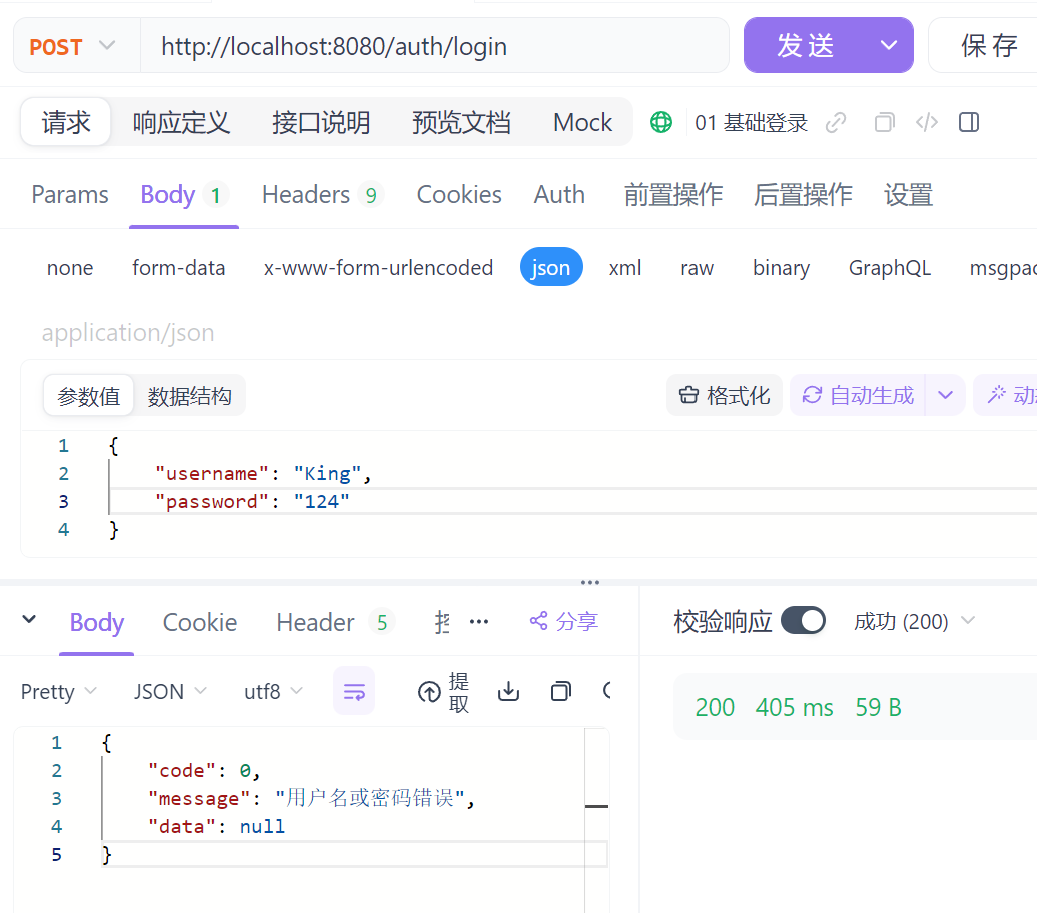 POST http://localhost:8080/auth/login 发送 保存
请求 响应定义 接口说明 预览文档 Mock 01 基础登录
Params Body 1 Headers 9 Cookies Auth 前置操作 后置操作 设置
none form-data x-www-form-urlencoded json xml raw binary GraphQL msgpac
application/json
参数值 数据结构 格式化 自动生成 动
1 {
2 "username": "King",
3 "password": "124"
4 }
Body Cookie Header 5 ... 分享 校验响应 成功 (200)
Pretty JSON utf8 提取
200 405 ms 59 B
1 {
2 "code": 0,
3 "message": "用户名或密码错误",
4 "data": null
5 }